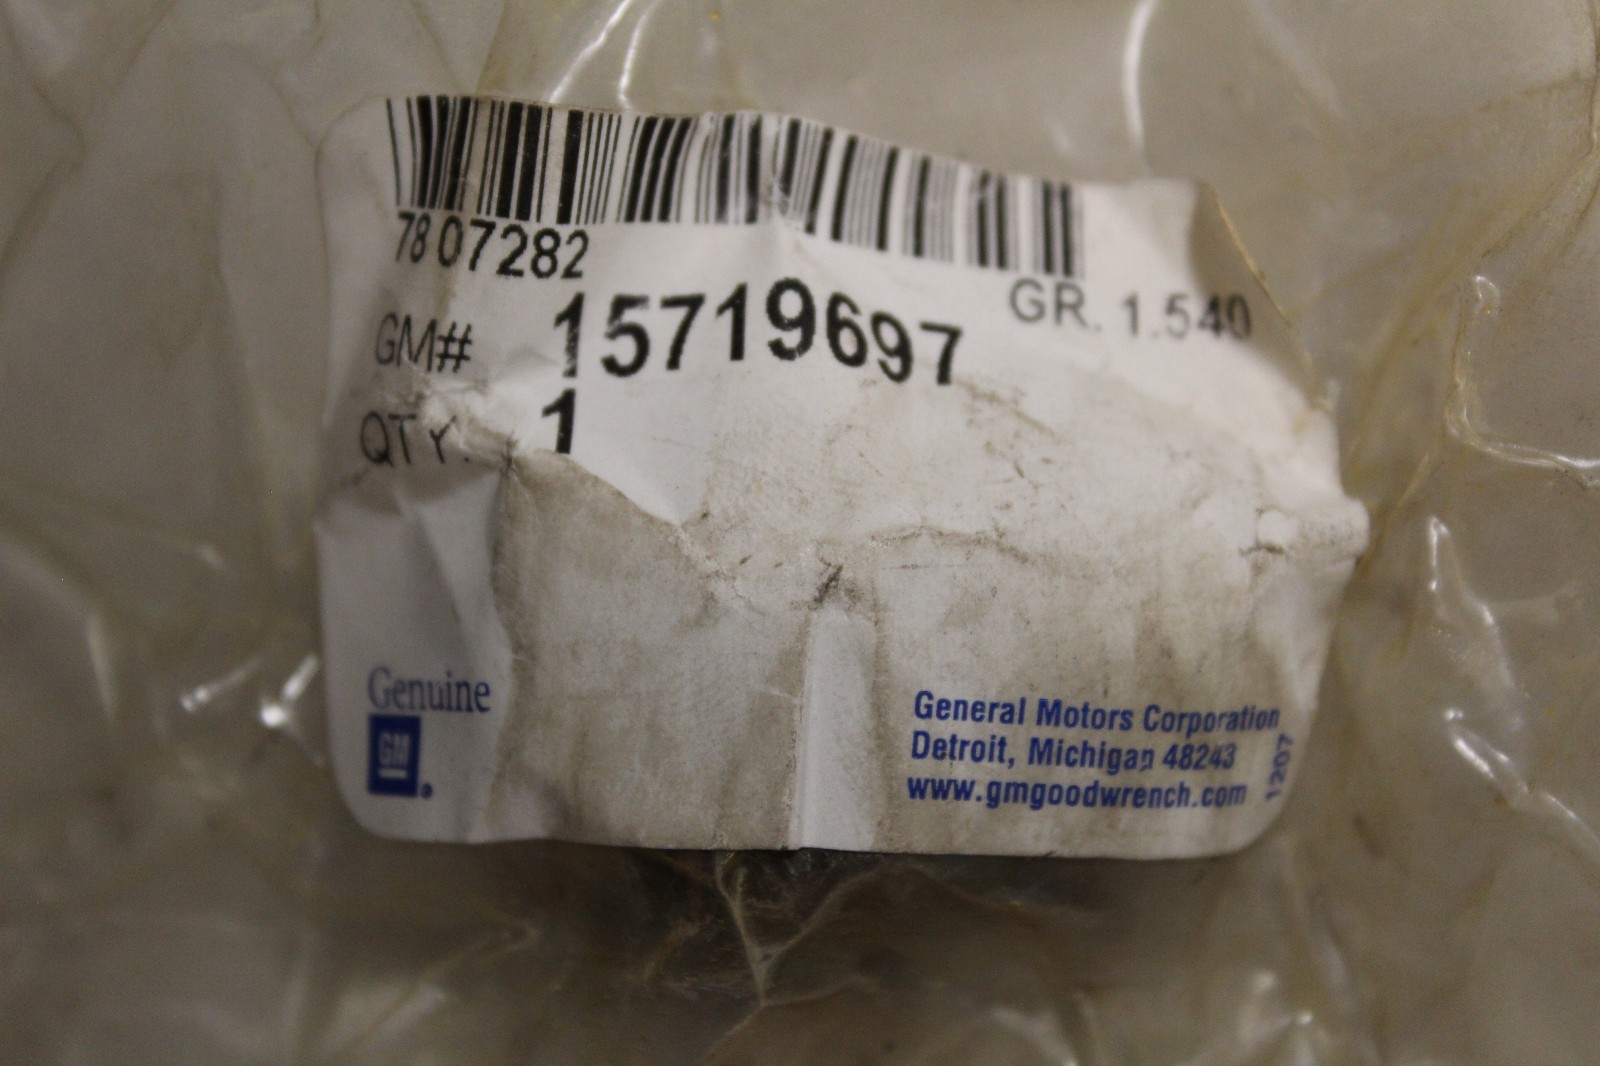 78 07282
GR. 1.540
GM# 15719697
QTY. 1
Genuine
GM
General Motors Corporation
Detroit, Michigan 48243
www.gmgoodwrench.com
1207